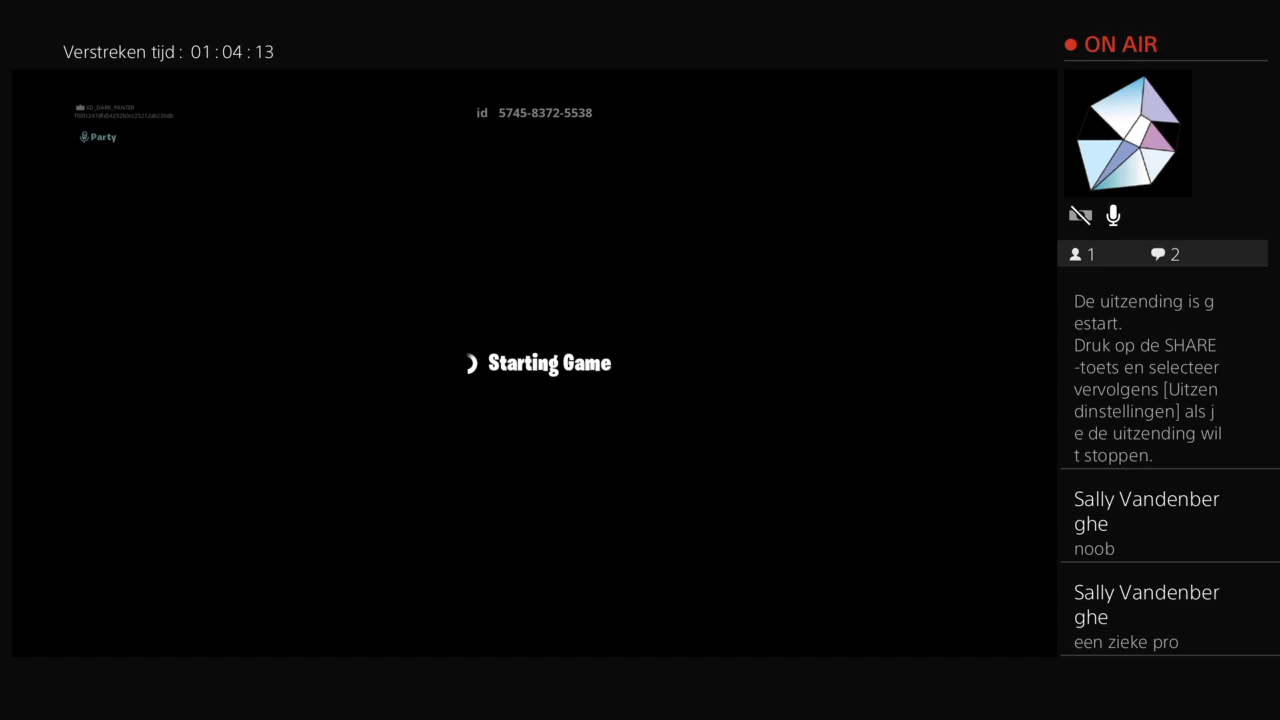 Verstreken tijd: 01:04:13
XD_DARK_PANTER
Party
id 5745-8372-5538
Starting Game
ON AIR
1
2
De uitzending is g
estart.
Druk op de SHARE
-toets en selecteer
vervolgens [Uitzen
dinstellingen] als j
e de uitzending wil
t stoppen.
Sally Vandenber
ghe
noob
Sally Vandenber
ghe
een zieke pro